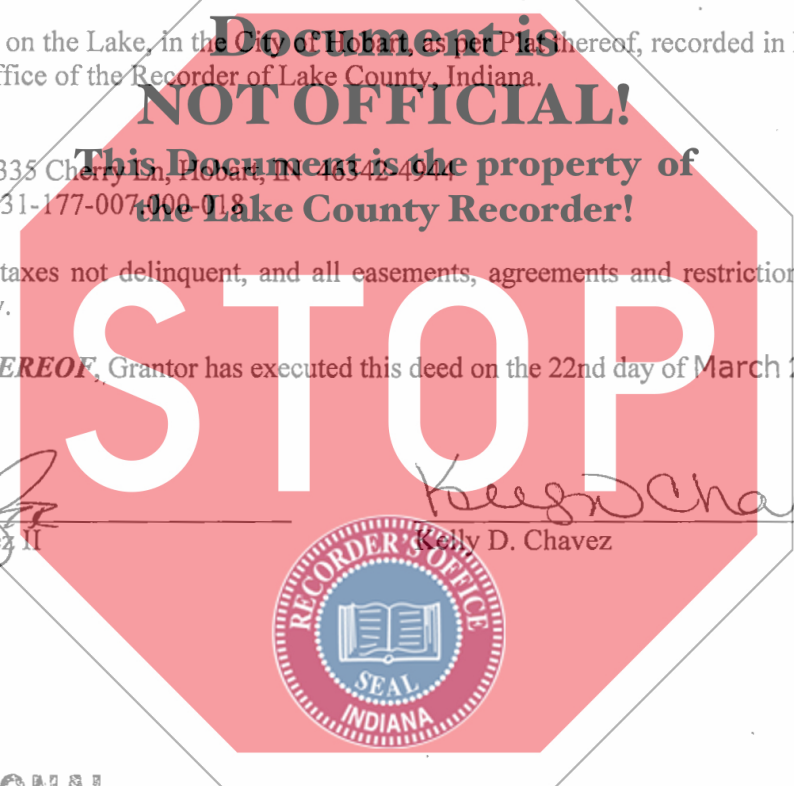 Document is
on the Lake, in the City of Hobart, as per Plat thereof, recorded in
ffice of the Recorder of Lake County, Indiana.
NOT OFFICIAL!
This Document is the property of
335 Cherry Ln, Hobart, IN 46342-4944
31-177-007.000-018
the Lake County Recorder!
taxes not delinquent, and all easements, agreements and restriction
y.
EREOF, Grantor has executed this deed on the 22nd day of March 2
STOP
Kelly D Cha
ez II
Kelly D. Chavez
RECORDER'S OFFICE
SEAL
INDIANA